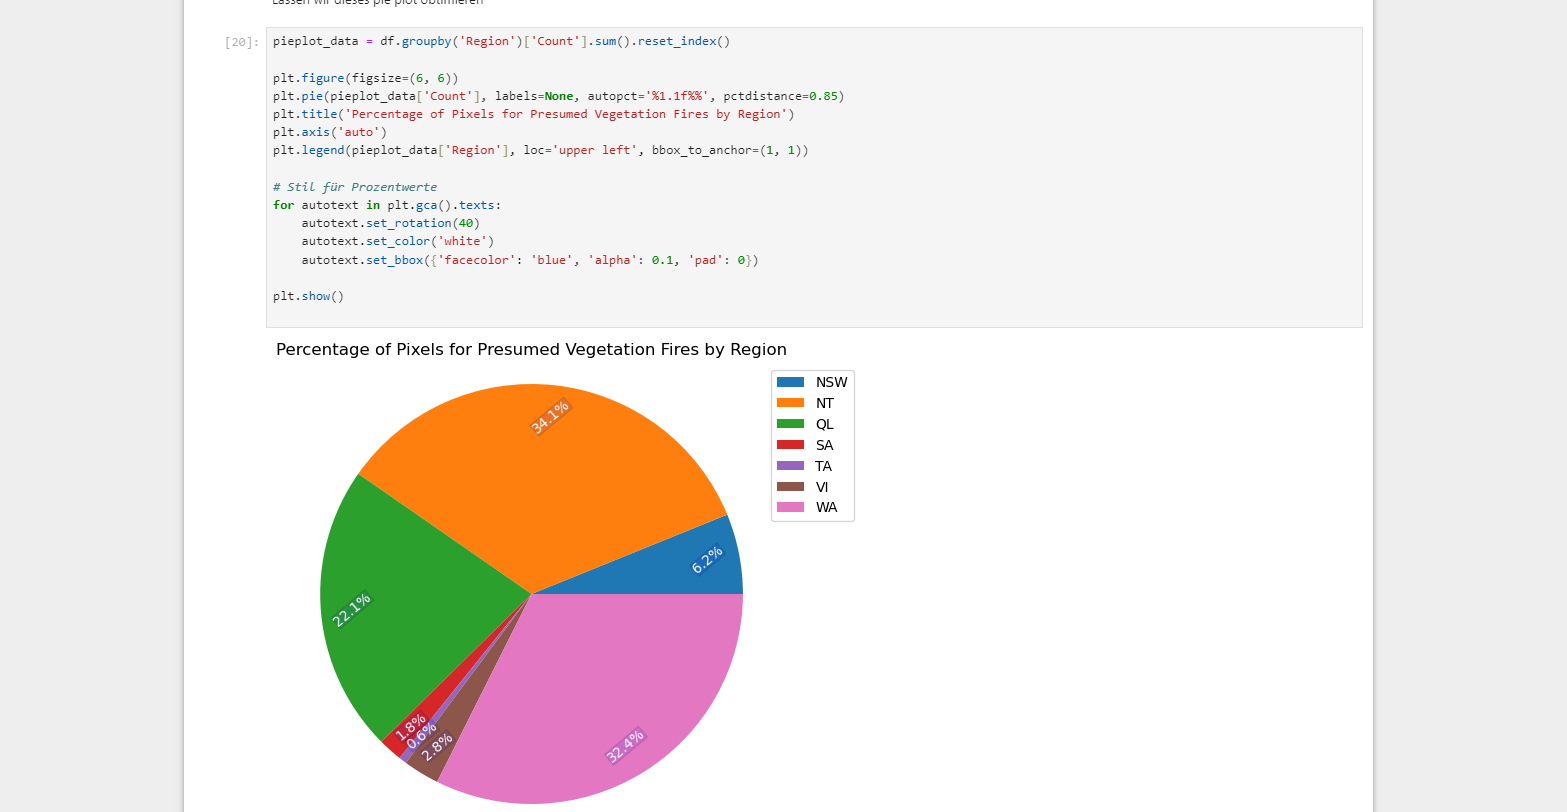 Lassen wir dieses pie plot optimieren
[20]:
pieplot_data = df.groupby('Region')['Count'].sum().reset_index()
plt.figure(figsize=(6, 6))
plt.pie(pieplot_data['Count'], labels=None, autopct='%1.1f%%', pctdistance=0.85)
plt.title('Percentage of Pixels for Presumed Vegetation Fires by Region')
plt.axis('auto')
plt.legend(pieplot_data['Region'], loc='upper left', bbox_to_anchor=(1, 1))
# Stil für Prozentwerte
for autotext in plt.gca().texts:
    autotext.set_rotation(40)
    autotext.set_color('white')
    autotext.set_bbox({'facecolor': 'blue', 'alpha': 0.1, 'pad': 0})
plt.show()
Percentage of Pixels for Presumed Vegetation Fires by Region
NSW
NT
QL
SA
TA
VI
WA
34.1%
6.2%
22.1%
1.8%
0.6%
2.8%
32.4%